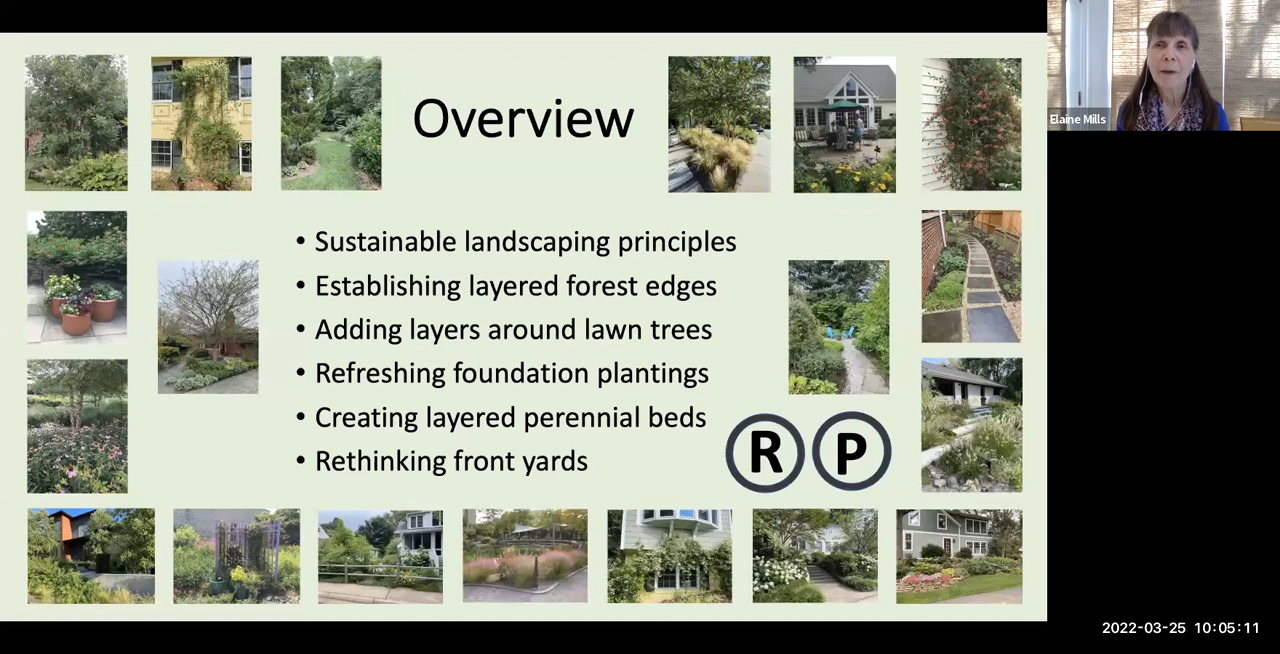 Overview
Elaine Mills
• Sustainable landscaping principles
• Establishing layered forest edges
• Adding layers around lawn trees
• Refreshing foundation plantings
• Creating layered perennial beds
• Rethinking front yards
R P
2022-03-25 10:05:11